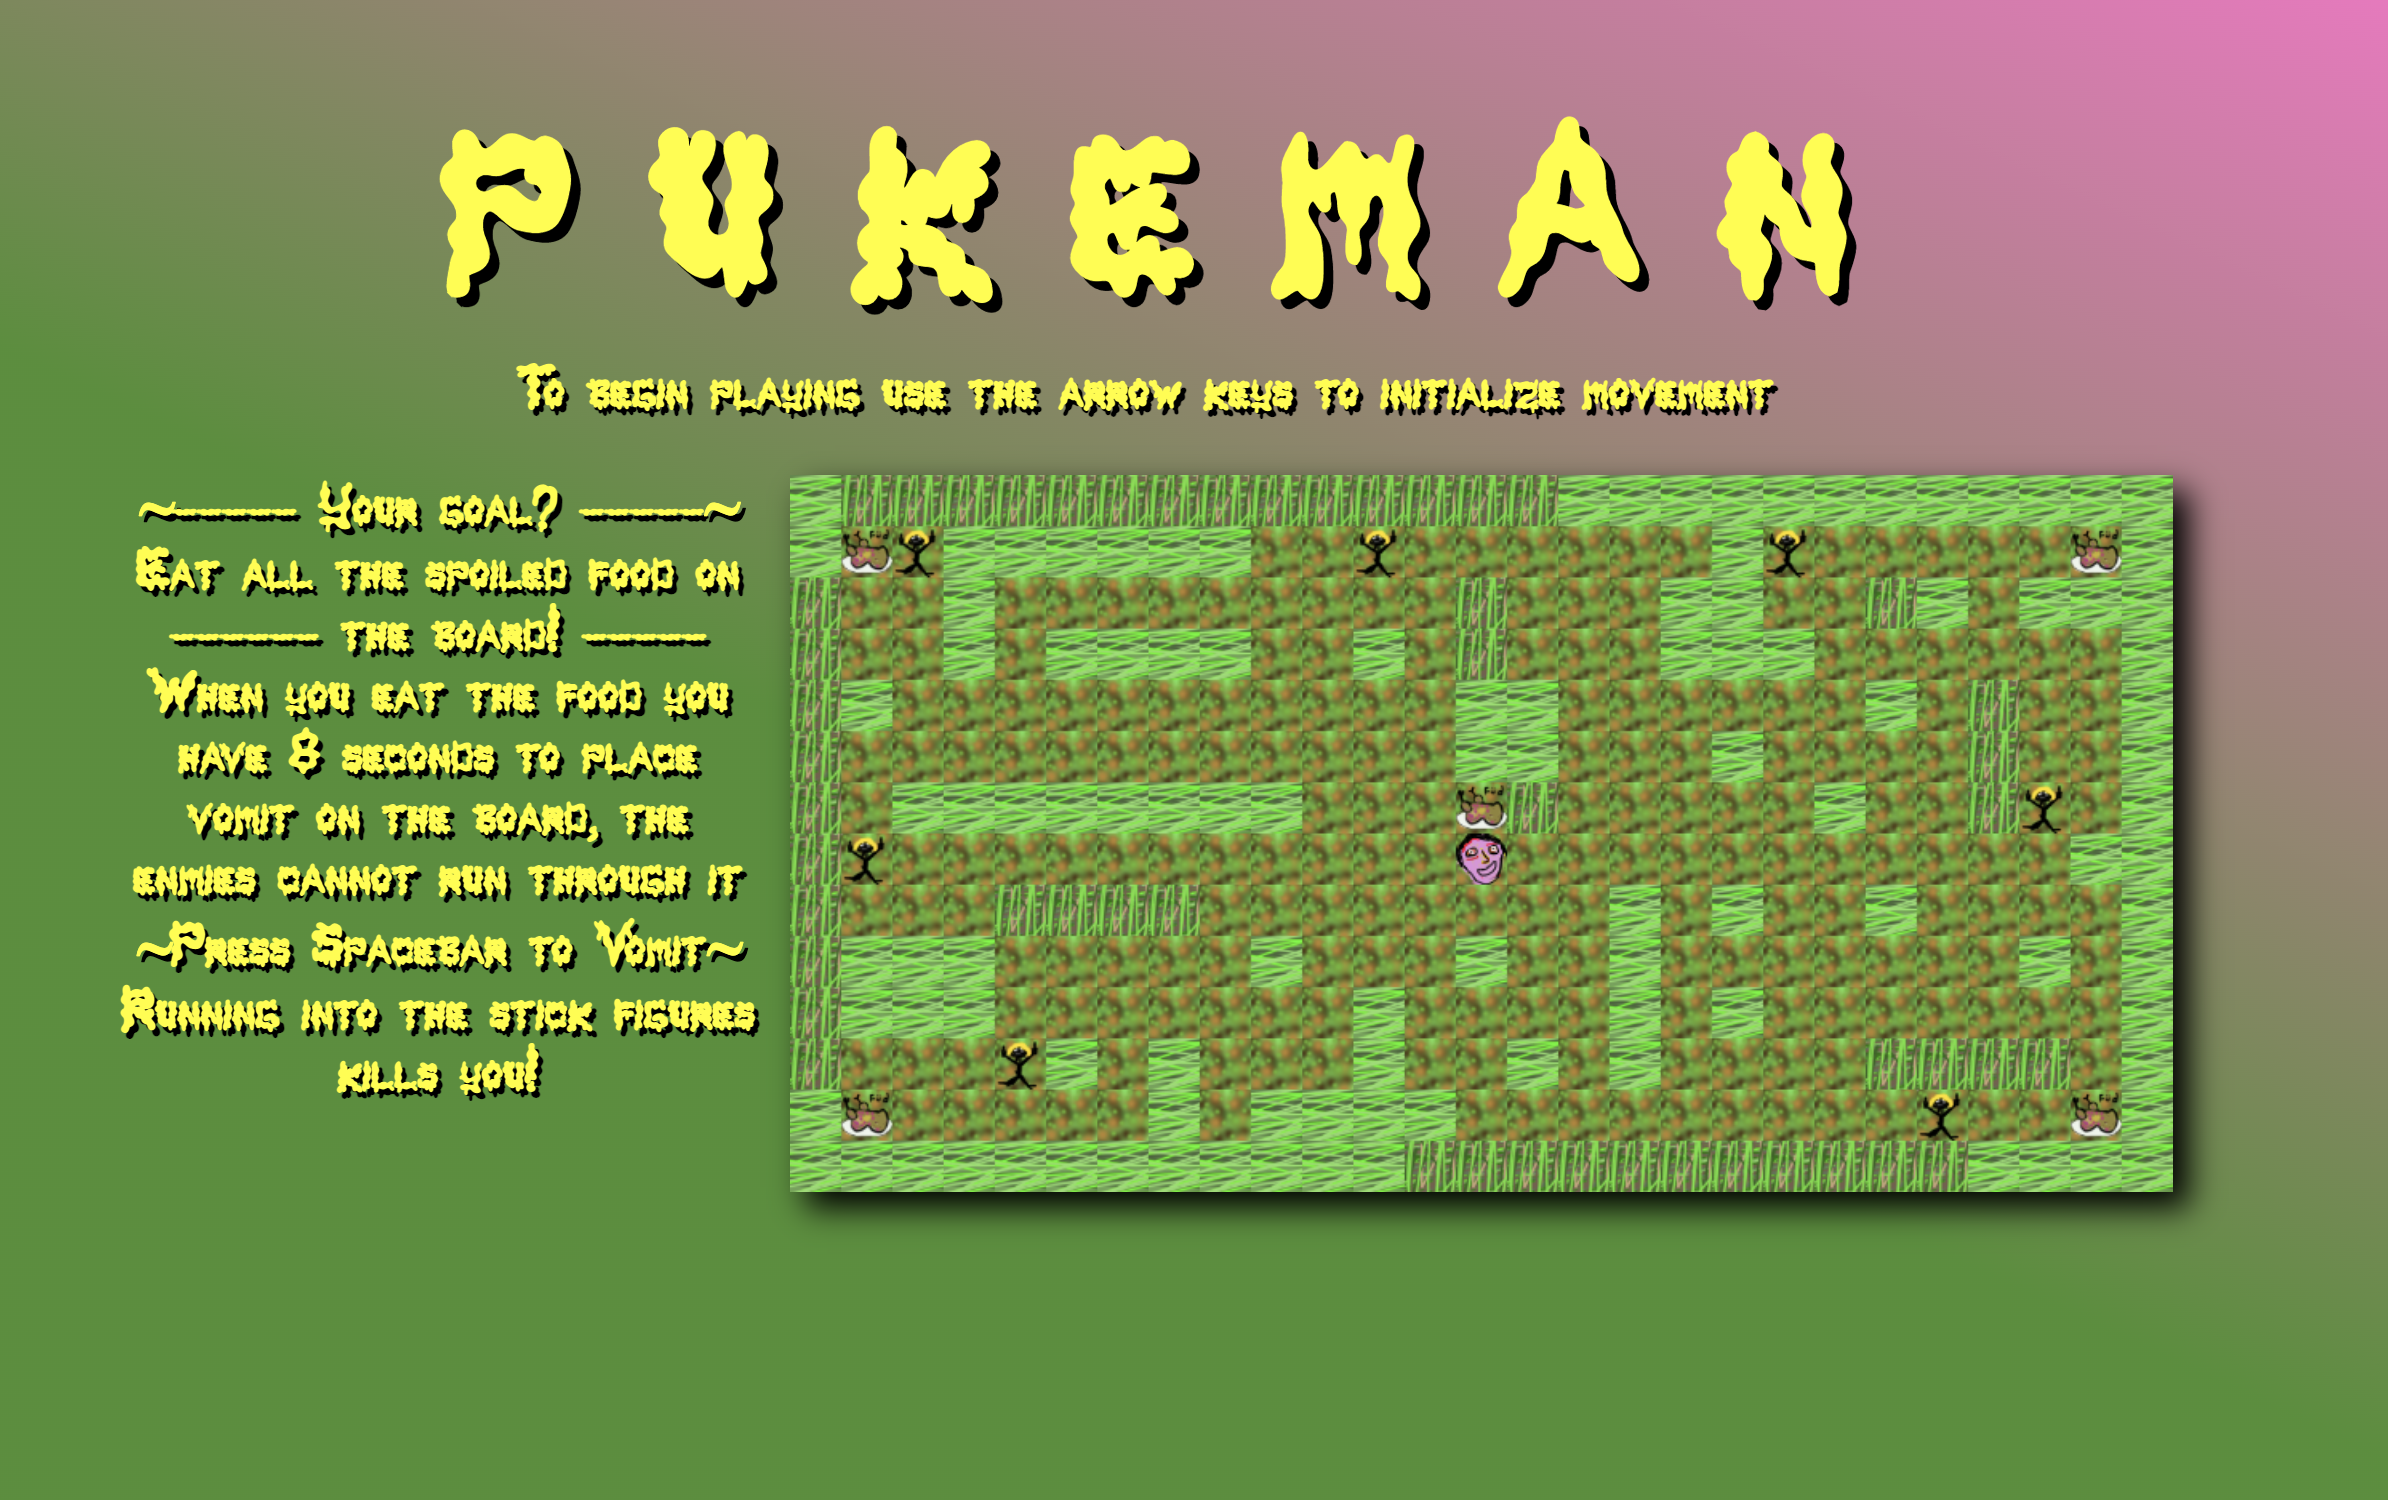 PUKEMAN
To begin playing use the arrow keys to initialize movement
~——— Your goal? ———~
Eat all the spoiled food on
——— the board! ———
When you eat the food you
have 8 seconds to place
vomit on the board, the
enmies cannot run through it
~Press Spacebar to Vomit~
Running into the stick figures
kills you!